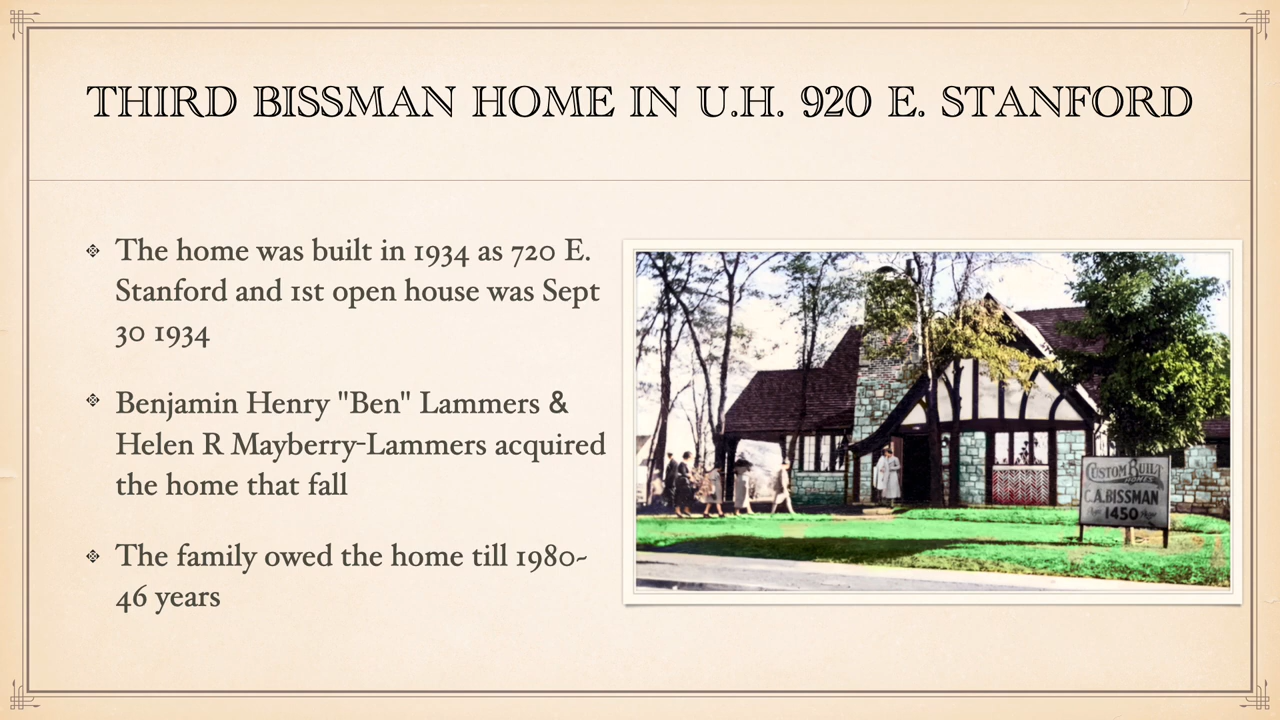 THIRD BISSMAN HOME IN U.H. 920 E. STANFORD
The home was built in 1934 as 720 E.
Stanford and 1st open house was Sept
30 1934
Benjamin Henry "Ben" Lammers &
Helen R Mayberry-Lammers acquired
the home that fall
The family owed the home till 1980-
46 years
CUSTOM BUILT
HOMES
C.A. BISSMAN
1450